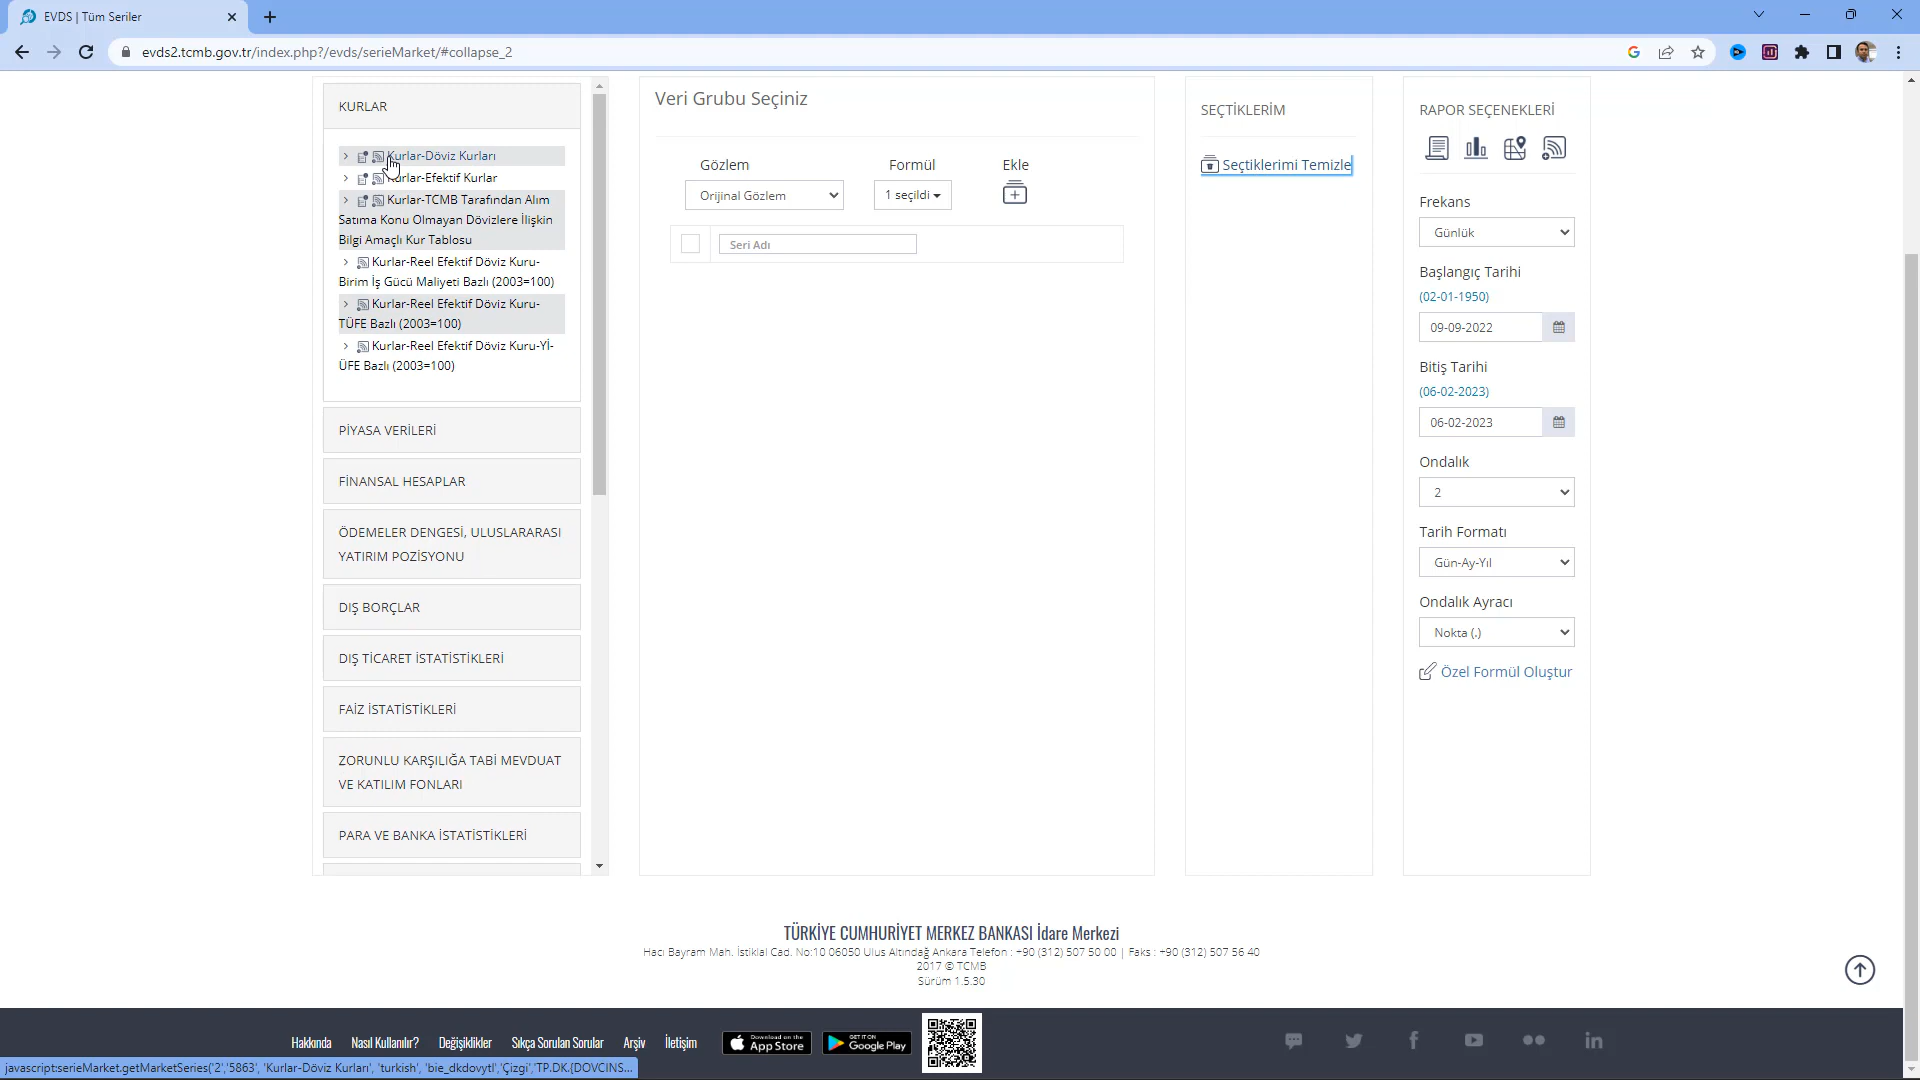 EVDS | Tüm Seriler
evds2.tcmb.gov.tr/index.php?/evds/serieMarket/#collapse_2
KURLAR
Kurlar-Döviz Kurları
Kurlar-Efektif Kurlar
Kurlar-TCMB Tarafından Alım
Satıma Konu Olmayan Dövizlere İlişkin
Bilgi Amaçlı Kur Tablosu
Kurlar-Reel Efektif Döviz Kuru-
Birim İş Gücü Maliyeti Bazlı (2003=100)
Kurlar-Reel Efektif Döviz Kuru-
TÜFE Bazlı (2003=100)
Kurlar-Reel Efektif Döviz Kuru-Yİ-
ÜFE Bazlı (2003=100)
PİYASA VERİLERİ
FİNANSAL HESAPLAR
ÖDEMELER DENGESİ, ULUSLARARASI
YATIRIM POZİSYONU
DIŞ BORÇLAR
DIŞ TİCARET İSTATİSTİKLERİ
FAİZ İSTATİSTİKLERİ
ZORUNLU KARŞILIĞA TABİ MEVDUAT
VE KATILIM FONLARI
PARA VE BANKA İSTATİSTİKLERİ
Veri Grubu Seçiniz
Gözlem
Formül
Ekle
Orijinal Gözlem
1 seçildi
Seri Adı
SEÇTİKLERİM
Seçtiklerimi Temizle
RAPOR SEÇENEKLERİ
Frekans
Günlük
Başlangıç Tarihi
(02-01-1950)
09-09-2022
Bitiş Tarihi
(06-02-2023)
06-02-2023
Ondalık
2
Tarih Formatı
Gün-Ay-Yıl
Ondalık Ayracı
Nokta (.)
Özel Formül Oluştur
TÜRKİYE CUMHURİYET MERKEZ BANKASI İdare Merkezi
Hacı Bayram Mah. İstiklal Cad. No:10 06050 Ulus Altındağ Ankara Telefon : +90 (312) 507 50 00 | Faks : +90 (312) 507 56 40
2017 © TCMB
Sürüm 1.5.30
Hakkında Nasıl Kullanılır? Değişiklikler Sıkça Sorulan Sorular Arşiv İletişim
Download on the
App Store
GET IT ON
Google Play
javascript:serieMarket.getMarketSeries('2','5863', 'Kurlar-Döviz Kurları', 'turkish', 'bie_dkdovytl','Çizgi','TP.DK.{DOVCINS...